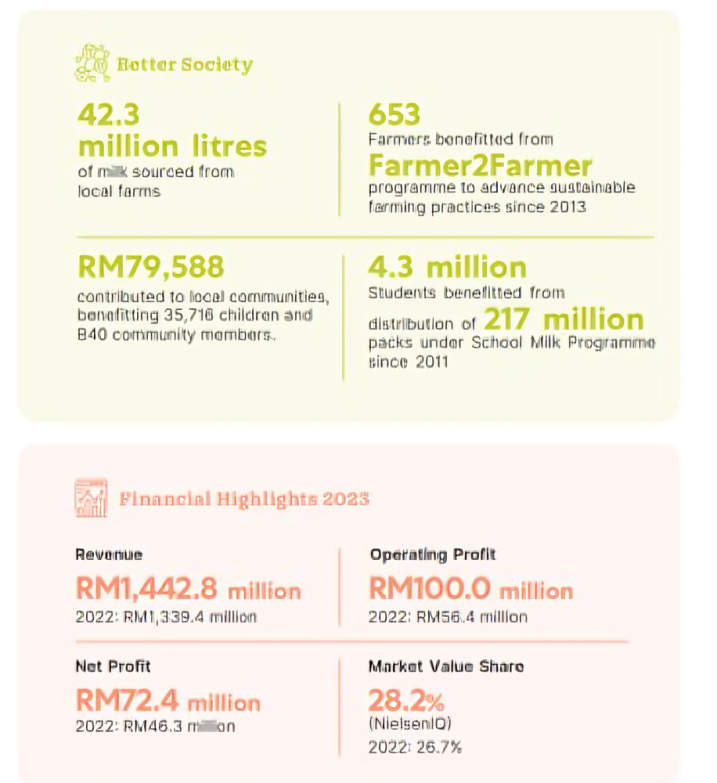 Better Society
42.3
million litres
of sourced from
local farms
653
Farmers benefitted from
Farmer2Farmer
programme to advance sustainable
farming practices since 2013
RM79,588
contributed to local communities,
benefitting 35,716 children and
B40 community members.
4.3 million
Students benefitted from
distribution of 217 million
packs under School Milk Programme
since 2011
Financial Highlights 2023
Revenue
RM1,442.8 million
2022: RM1,339.4 million
Operating Profit
RM100.0 million
2022: RM56.4 million
Net Profit
RM72.4 million
2022: RM46.3
Market Value Share
28.2%
(NielsenIQ)
2022: 26.7%